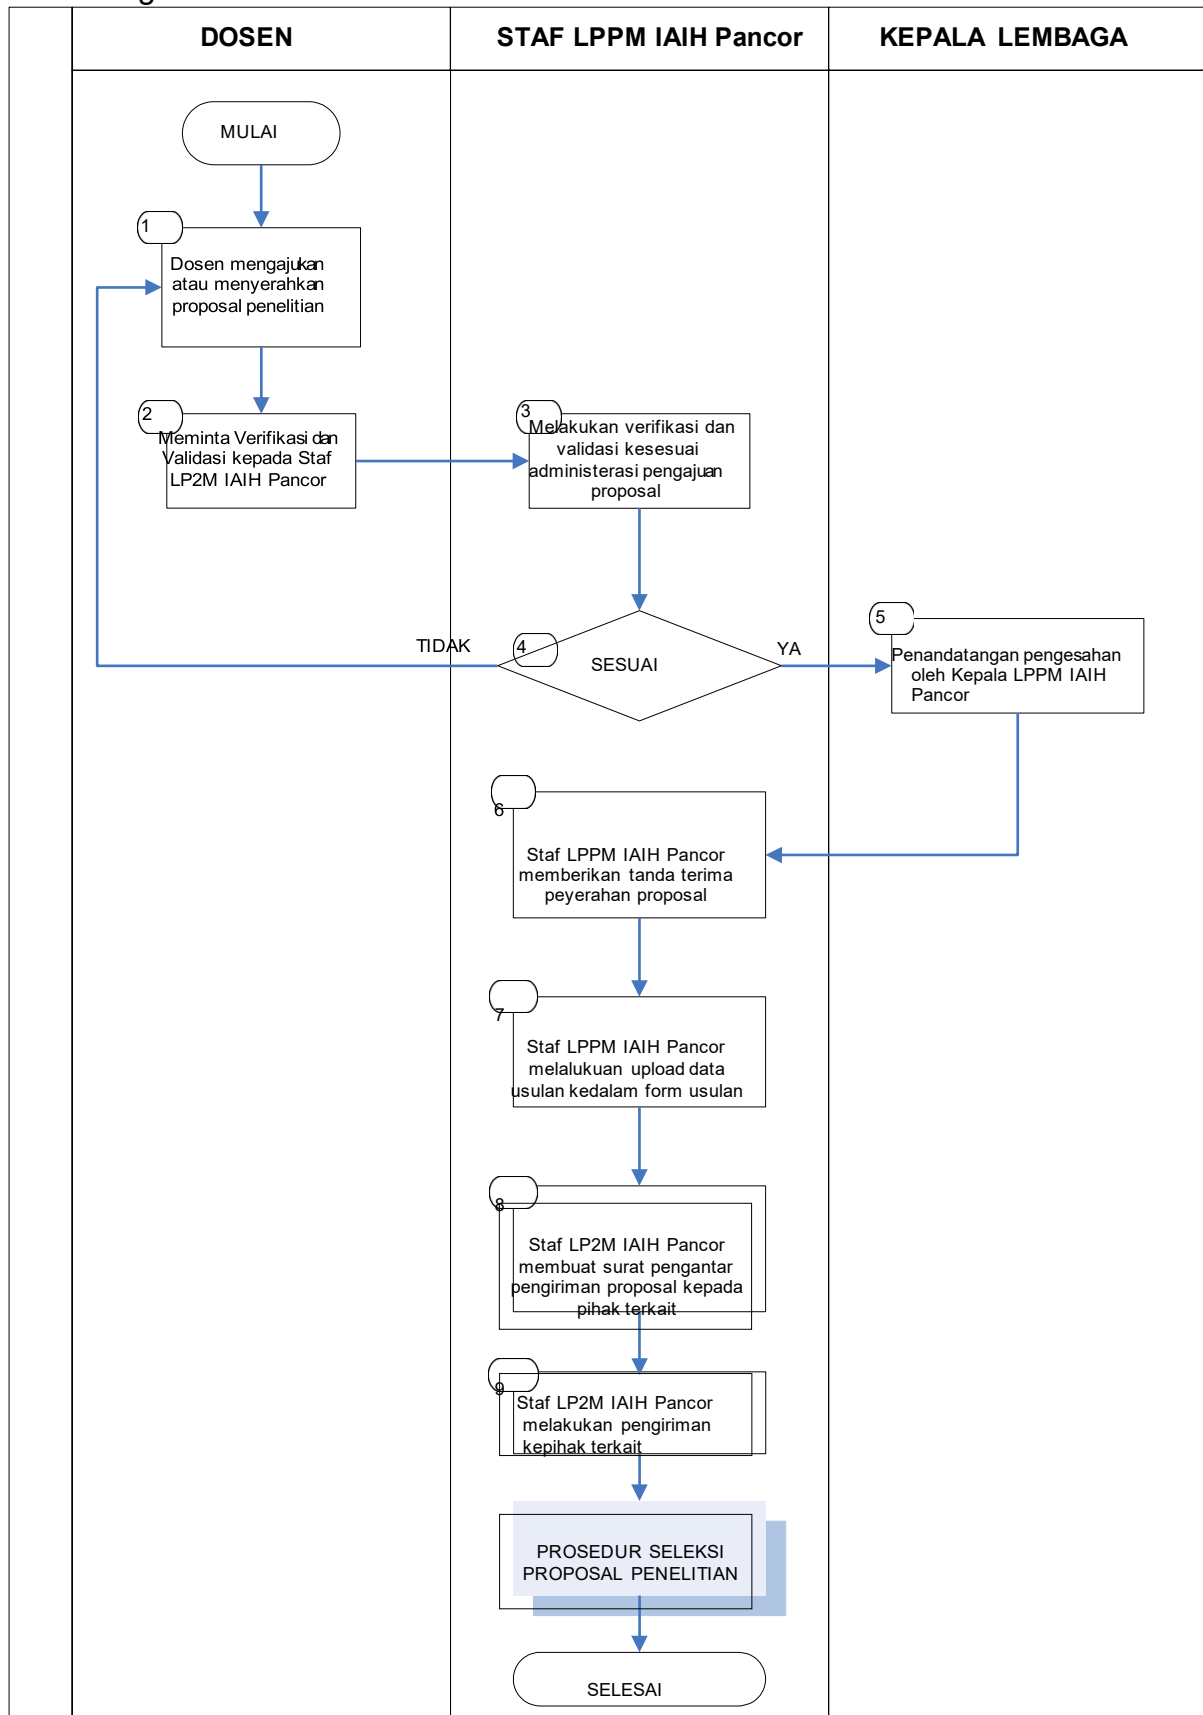 DOSEN
STAF LPPM IAIH Pancor
KEPALA LEMBAGA
MULAI
1
Dosen mengajukan
atau menyerahkan
proposal penelitian
2
Meminta Verifikasi dan
Validasi kepada Staf
LP2M IAIH Pancor
3
Melakukan verifikasi dan
validasi kesesuai
administerasi pengajuan
proposal
TIDAK
4
SESUAI
YA
5
Penandatangan pengesahan
oleh Kepala LPPM IAIH
Pancor
6
Staf LPPM IAIH Pancor
memberikan tanda terima
peyerahan proposal
7
Staf LPPM IAIH Pancor
melalukuan upload data
usulan kedalam form usulan
8
Staf LP2M IAIH Pancor
membuat surat pengantar
pengiriman proposal kepada
pihak terkait
9
Staf LP2M IAIH Pancor
melakukan pengiriman
kepihak terkait
PROSEDUR SELEKSI
PROPOSAL PENELITIAN
SELESAI